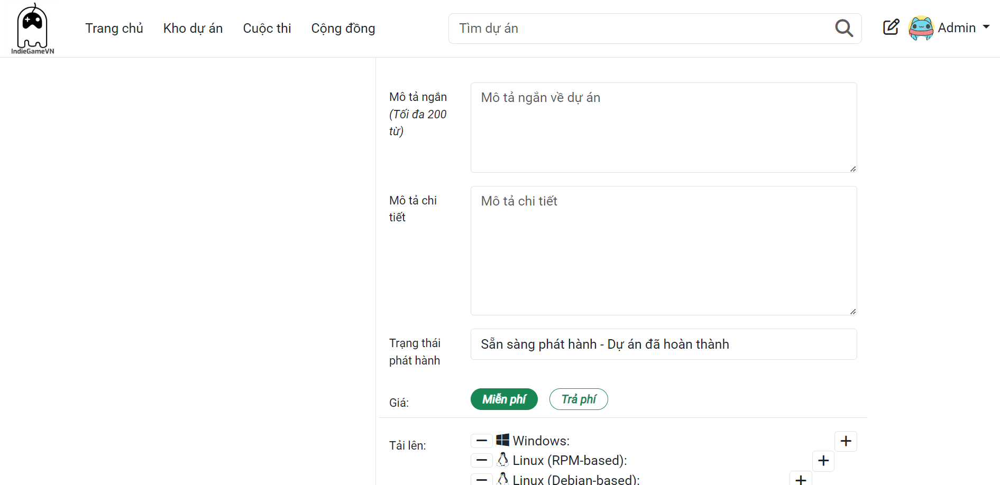 IndieGameVN
Trang chủ Kho dự án Cuộc thi Cộng đồng
Tìm dự án
Admin
Mô tả ngắn
(Tối đa 200
từ)
Mô tả ngắn về dự án
Mô tả chi
tiết
Mô tả chi tiết
Trạng thái
phát hành
Sẵn sàng phát hành - Dự án đã hoàn thành
Giá:
Miễn phí
Trả phí
Tải lên:
Windows:
Linux (RPM-based):
Linux (Debian-based):